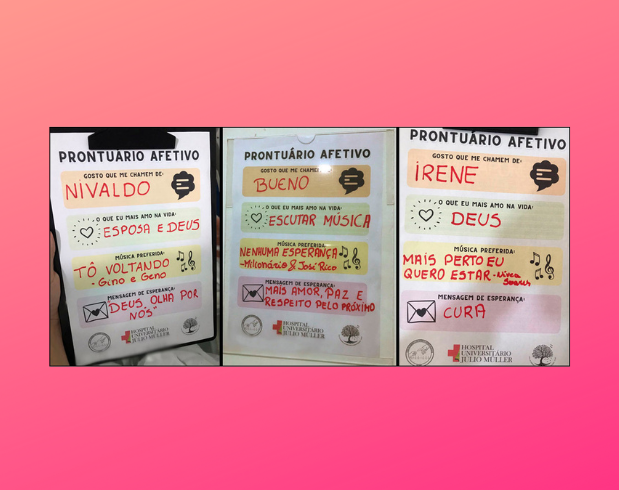 PRONTUÁRIO AFETIVO
GOSTO QUE ME CHAMEM DE:
NIVALDO
O QUE EU MAIS AMO NA VIDA:
ESPOSA E DEUS
MÚSICA PREFERIDA:
TÔ VOLTANDO
- Gino e Geno
MENSAGEM DE ESPERANÇA:
"DEUS OLHA POR
NÓS"
HOSPITAL
UNIVERSITÁRIO
JULIO MÜLLER
PRONTUÁRIO AFETIVO
GOSTO QUE ME CHAMEM DE:
BUENO
O QUE EU MAIS AMO NA VIDA:
ESCUTAR MÚSICA
MÚSICA PREFERIDA:
NENHUMA ESPERANÇA
- Milionário & José Rico
MENSAGEM DE ESPERANÇA:
MAIS AMOR, PAZ E
RESPEITO PELO PRÓXIMO
HOSPITAL
UNIVERSITÁRIO
JULIO MÜLLER
PRONTUÁRIO AFETIVO
GOSTO QUE ME CHAMEM DE:
IRENE
O QUE EU MAIS AMO NA VIDA:
DEUS
MÚSICA PREFERIDA:
MAIS PERTO EU
QUERO ESTAR - Nívea
Soares
MENSAGEM DE ESPERANÇA:
CURA
HOSPITAL
UNIVERSITÁRIO
JULIO MÜLLER